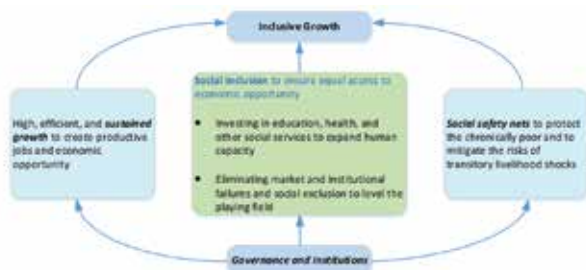 Inclusive Growth
High, efficient, and sustained
growth to create productive
jobs and economic
opportunity
Social Inclusion to ensure equal access to
economic opportunity
• Investing in education, health, and
other social services to expand human
capacity
• Eliminating market and institutional
failures and social exclusion to level the
playing field
Social safety nets to protect
the chronically poor and to
mitigate the risks of
transitory livelihood shocks
Governance and Institutions